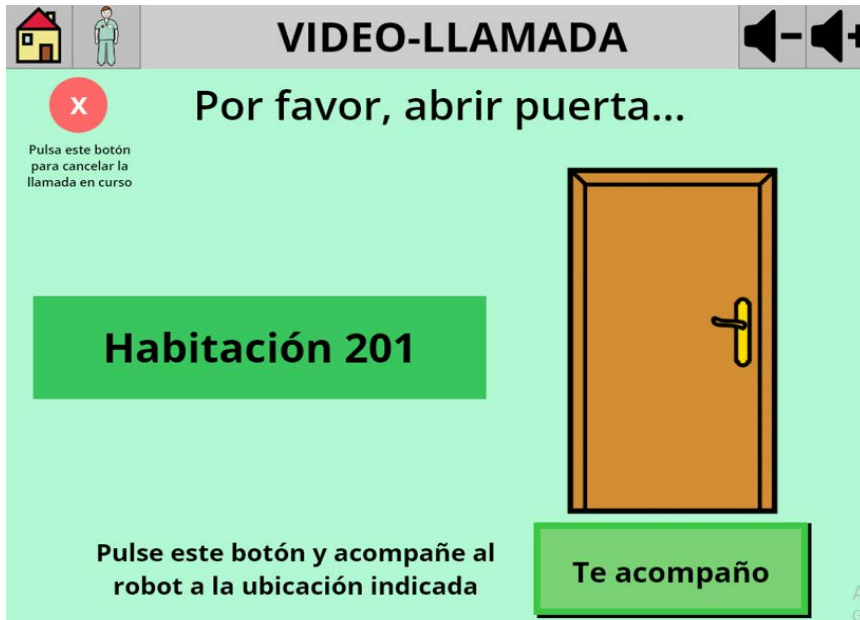 VIDEO-LLAMADA
X
Pulsa este botón
para cancelar la
llamada en curso
Por favor, abrir puerta...
Habitación 201
Pulse este botón y acompañe al
robot a la ubicación indicada
Te acompaño